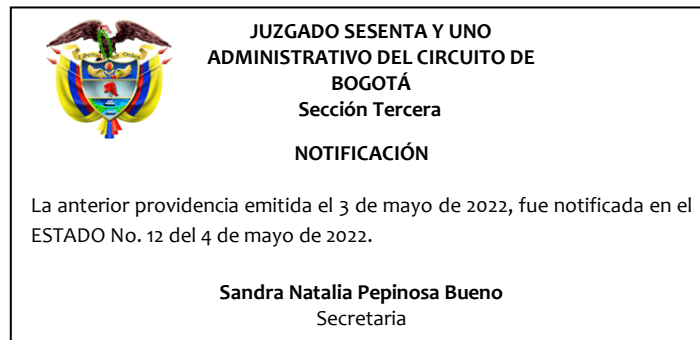 JUZGADO SESENTA Y UNO
ADMINISTRATIVO DEL CIRCUITO DE
BOGOTÁ
Sección Tercera
NOTIFICACIÓN
La anterior providencia emitida el 3 de mayo de 2022, fue notificada en el
ESTADO No. 12 del 4 de mayo de 2022.
Sandra Natalia Pepinosa Bueno
Secretaria